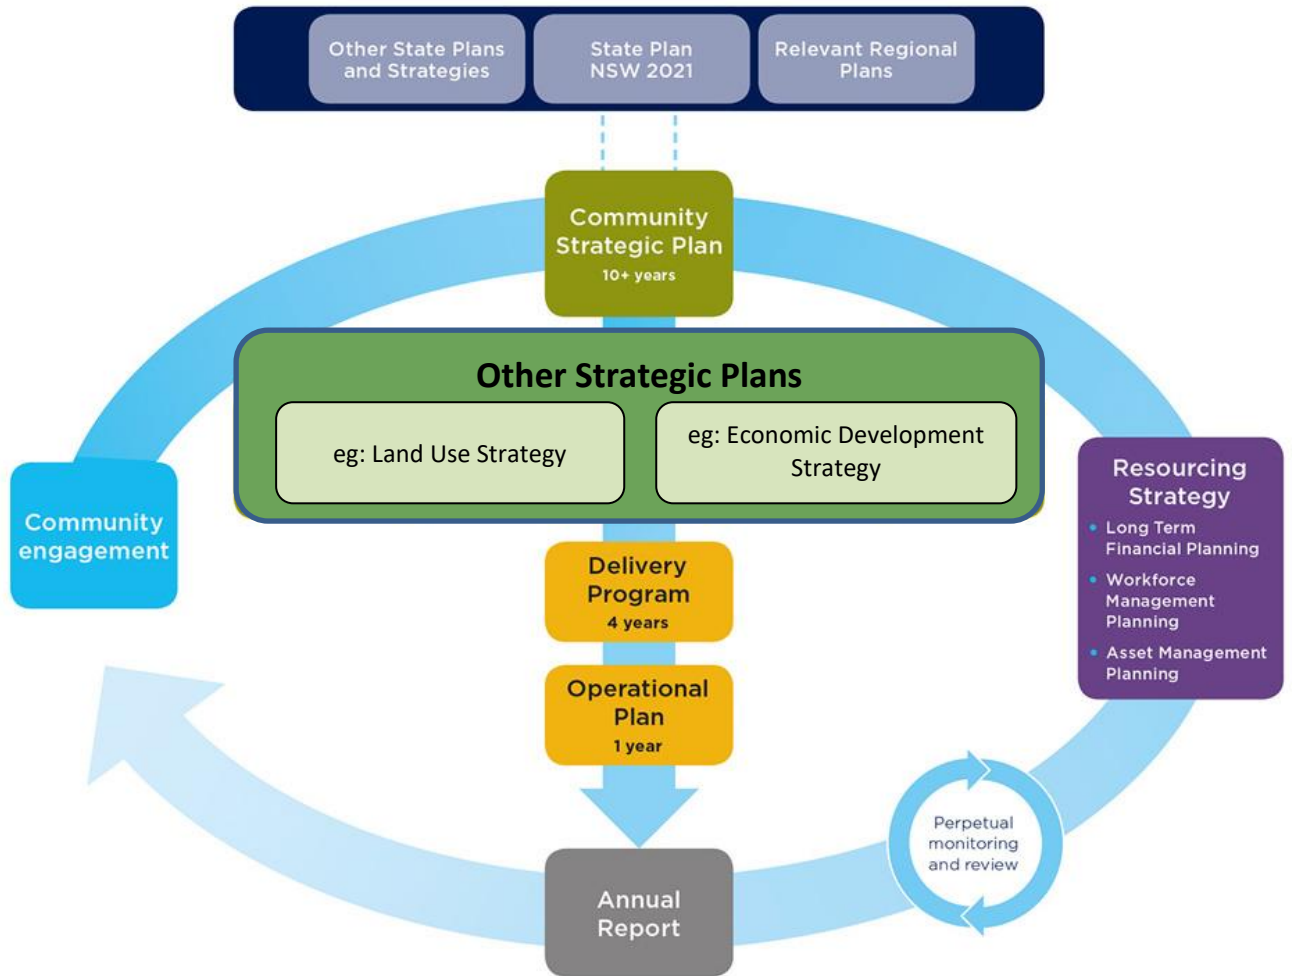 Other State Plans
and Strategies
State Plan
NSW 2021
Relevant Regional
Plans
Community
Strategic Plan
10+ years
Other Strategic Plans
eg: Land Use Strategy
eg: Economic Development
Strategy
Community
engagement
Resourcing
Strategy
• Long Term
Financial Planning
• Workforce
Management
Planning
• Asset Management
Planning
Delivery
Program
4 years
Operational
Plan
1 year
Perpetual
monitoring
and review
Annual
Report